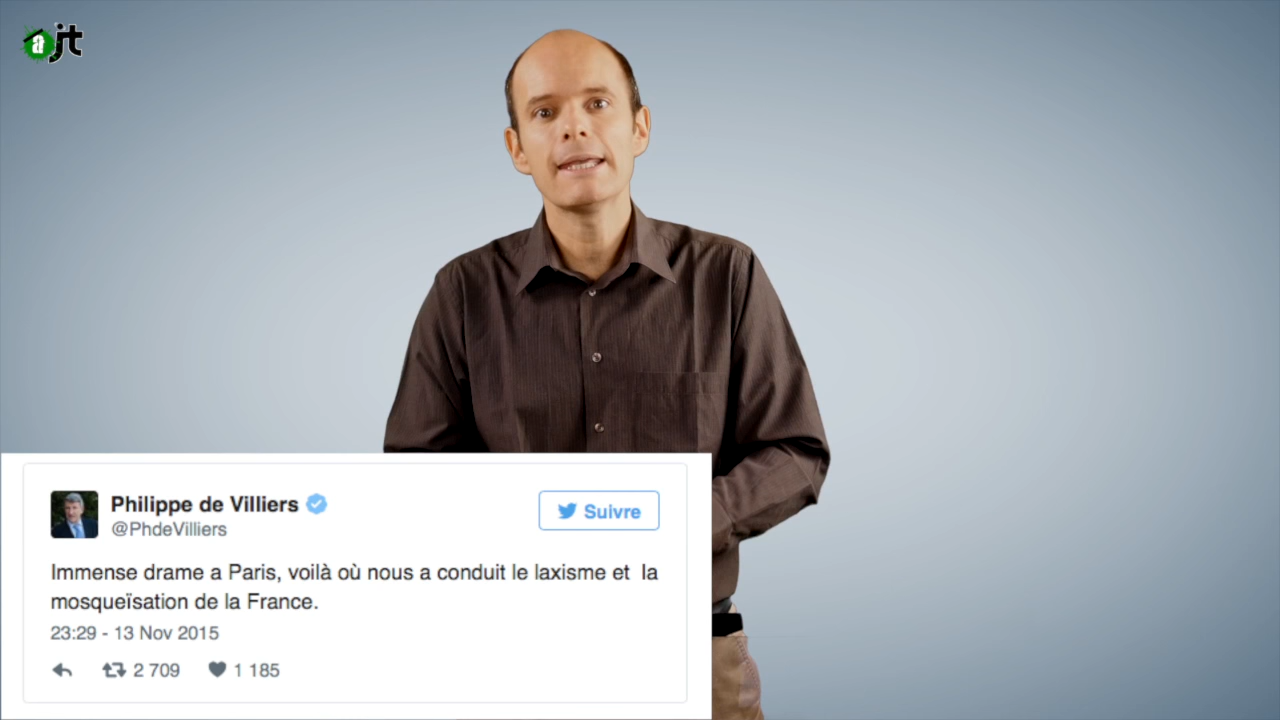 ajt
Philippe de Villiers
@PhdeVilliers
Suivre
Immense drame a Paris, voilà où nous a conduit le laxisme et la
mosqueïsation de la France.
23:29 - 13 Nov 2015
2 709 1 185